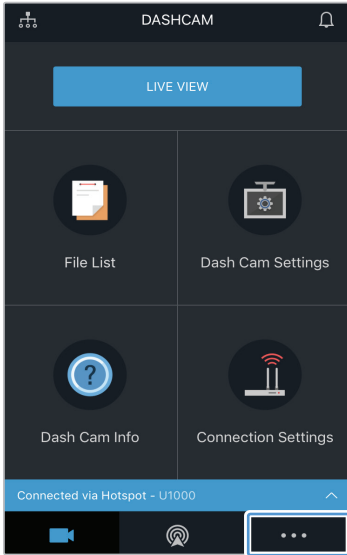 DASHCAM
LIVE VIEW
File List
Dash Cam Settings
?
Dash Cam Info
Connection Settings
Connected via Hotspot - U1000